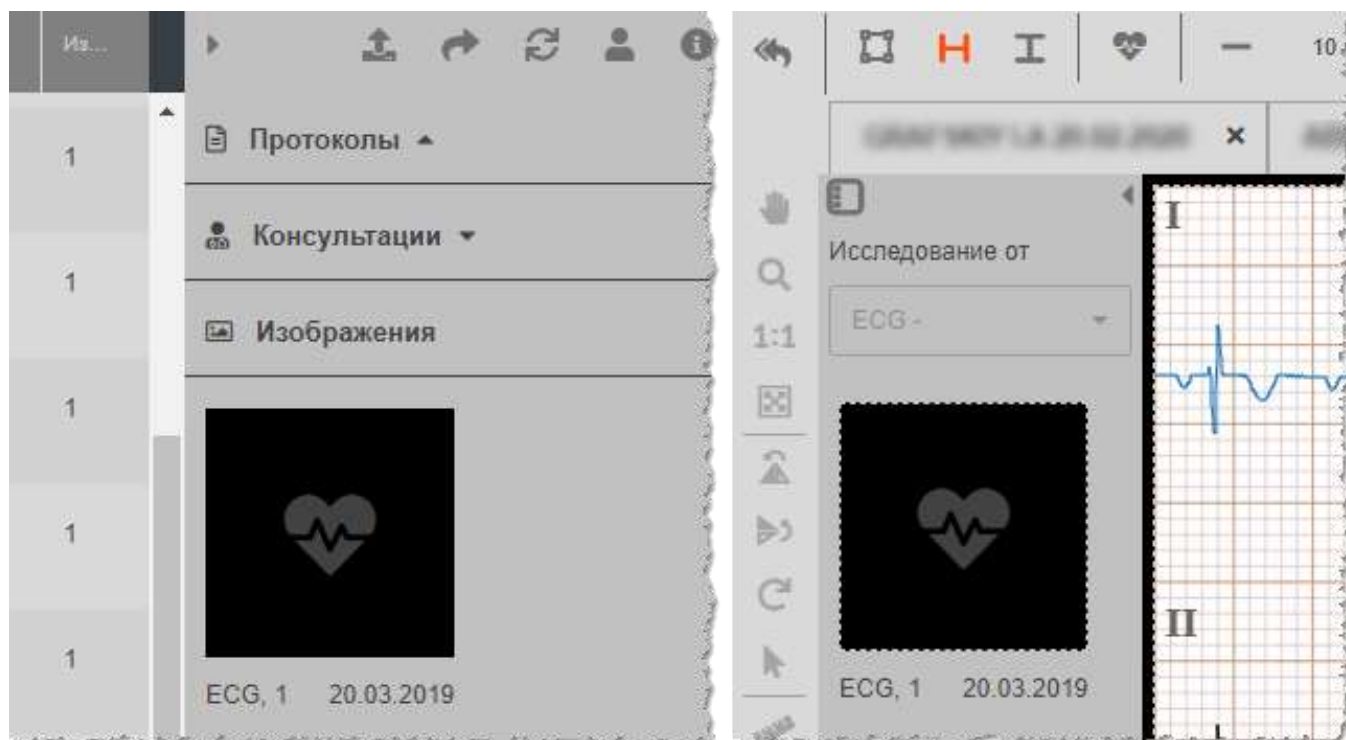 Из...
1
1
1
1
1
Протоколы
Консультации
Изображения
ECG, 1 20.03.2019
10
1:1
Исследование от
ECG -
ECG, 1 20.03.2019
I
II